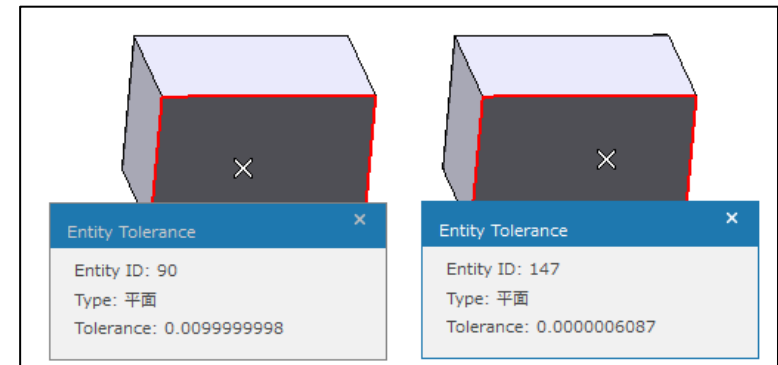 Entity Tolerance
Entity ID: 90
Type: 平面
Tolerance: 0.0099999998
Entity Tolerance
Entity ID: 147
Type: 平面
Tolerance: 0.0000006087